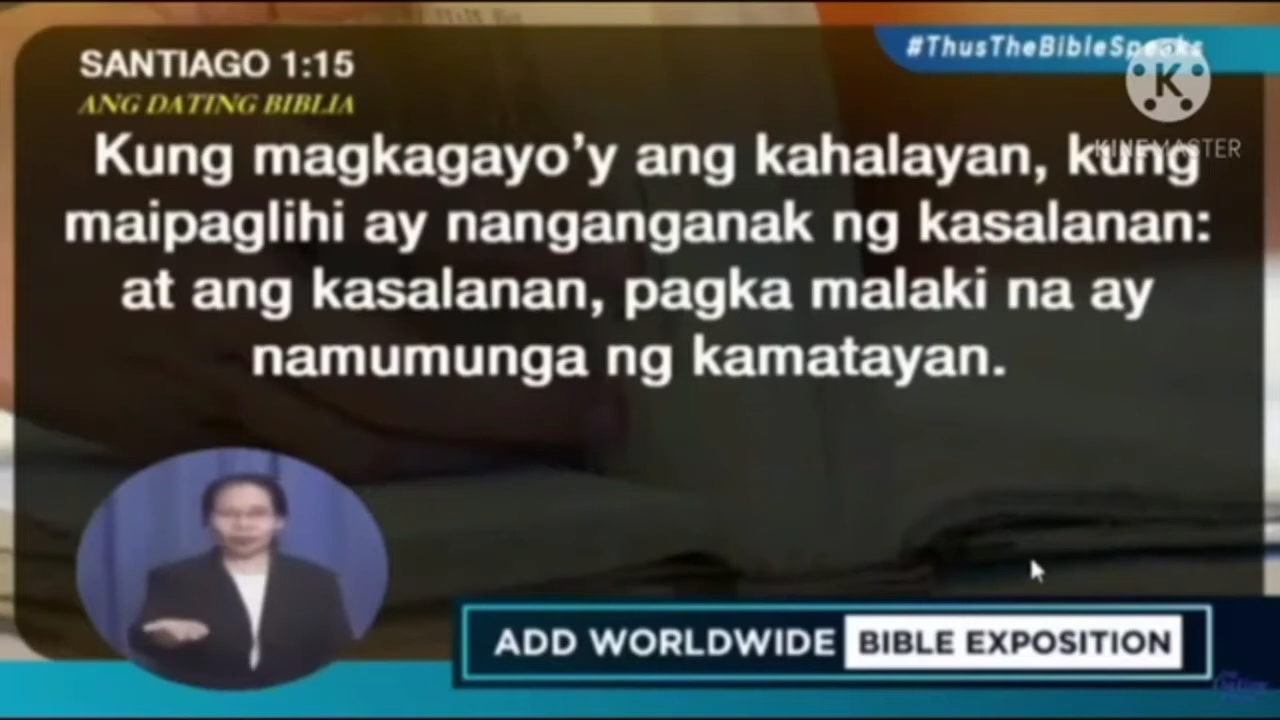 SANTIAGO 1:15
ANG DATING BIBLIA
#ThusTheBibleSpeaks
K
KINEMASTER
Kung magkagayo’y ang kahalayan, kung
maipaglihi ay nanganganak ng kasalanan:
at ang kasalanan, pagka malaki na ay
namumunga ng kamatayan.
ADD WORLDWIDE BIBLE EXPOSITION